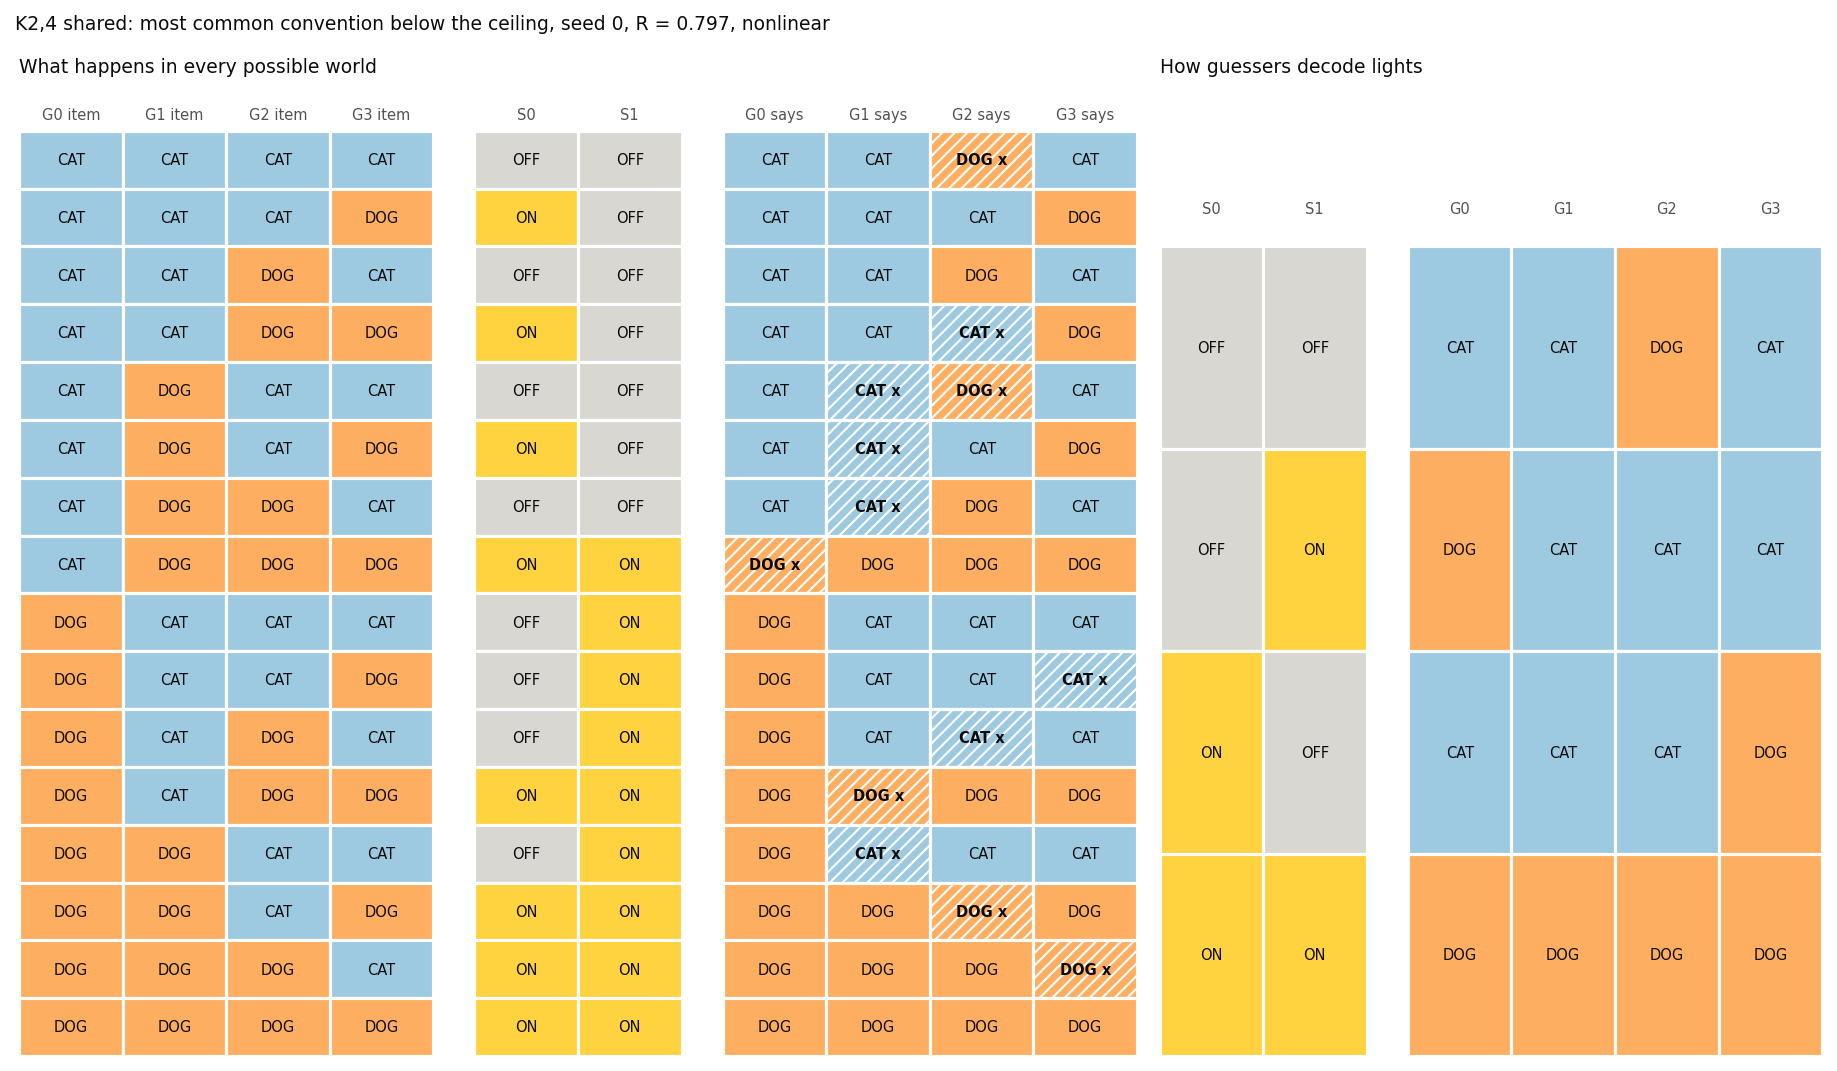 K2,4 shared: most common convention below the ceiling, seed 0, R = 0.797, nonlinear
What happens in every possible world
How guessers decode lights
G0 item G1 item G2 item G3 item S0 S1 G0 says G1 says G2 says G3 says
CAT CAT CAT CAT OFF OFF CAT CAT DOG x CAT
CAT CAT CAT DOG ON OFF CAT CAT CAT DOG
CAT CAT DOG CAT OFF OFF CAT CAT DOG CAT
CAT CAT DOG DOG ON OFF CAT CAT CAT x DOG
CAT DOG CAT CAT OFF OFF CAT CAT x DOG x CAT
CAT DOG CAT DOG ON OFF CAT CAT x CAT DOG
CAT DOG DOG CAT OFF OFF CAT CAT x DOG CAT
CAT DOG DOG DOG ON ON DOG x DOG DOG DOG
DOG CAT CAT CAT OFF ON DOG CAT CAT CAT
DOG CAT CAT DOG OFF ON DOG CAT CAT CAT x
DOG CAT DOG CAT OFF ON DOG CAT CAT x CAT
DOG CAT DOG DOG ON ON DOG DOG x DOG DOG
DOG DOG CAT CAT OFF ON DOG CAT x CAT CAT
DOG DOG CAT DOG ON ON DOG DOG DOG x DOG
DOG DOG DOG CAT ON ON DOG DOG DOG DOG x
DOG DOG DOG DOG ON ON DOG DOG DOG DOG
S0 S1 G0 G1 G2 G3
OFF OFF CAT CAT DOG CAT
OFF ON DOG CAT CAT CAT
ON OFF CAT CAT CAT DOG
ON ON DOG DOG DOG DOG